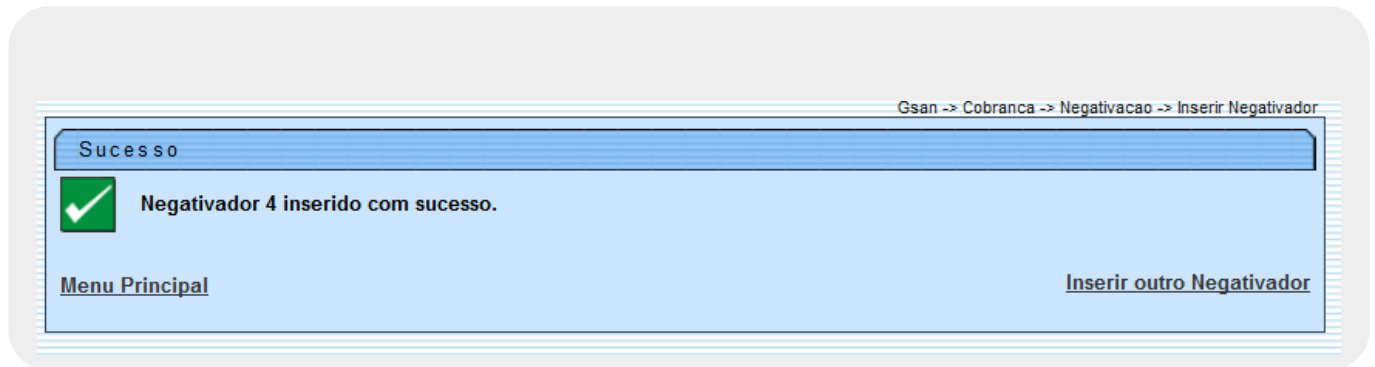 Gsan -> Cobranca -> Negativacao -> Inserir Negativador
Sucesso
Negativador 4 inserido com sucesso.
Menu Principal
Inserir outro Negativador